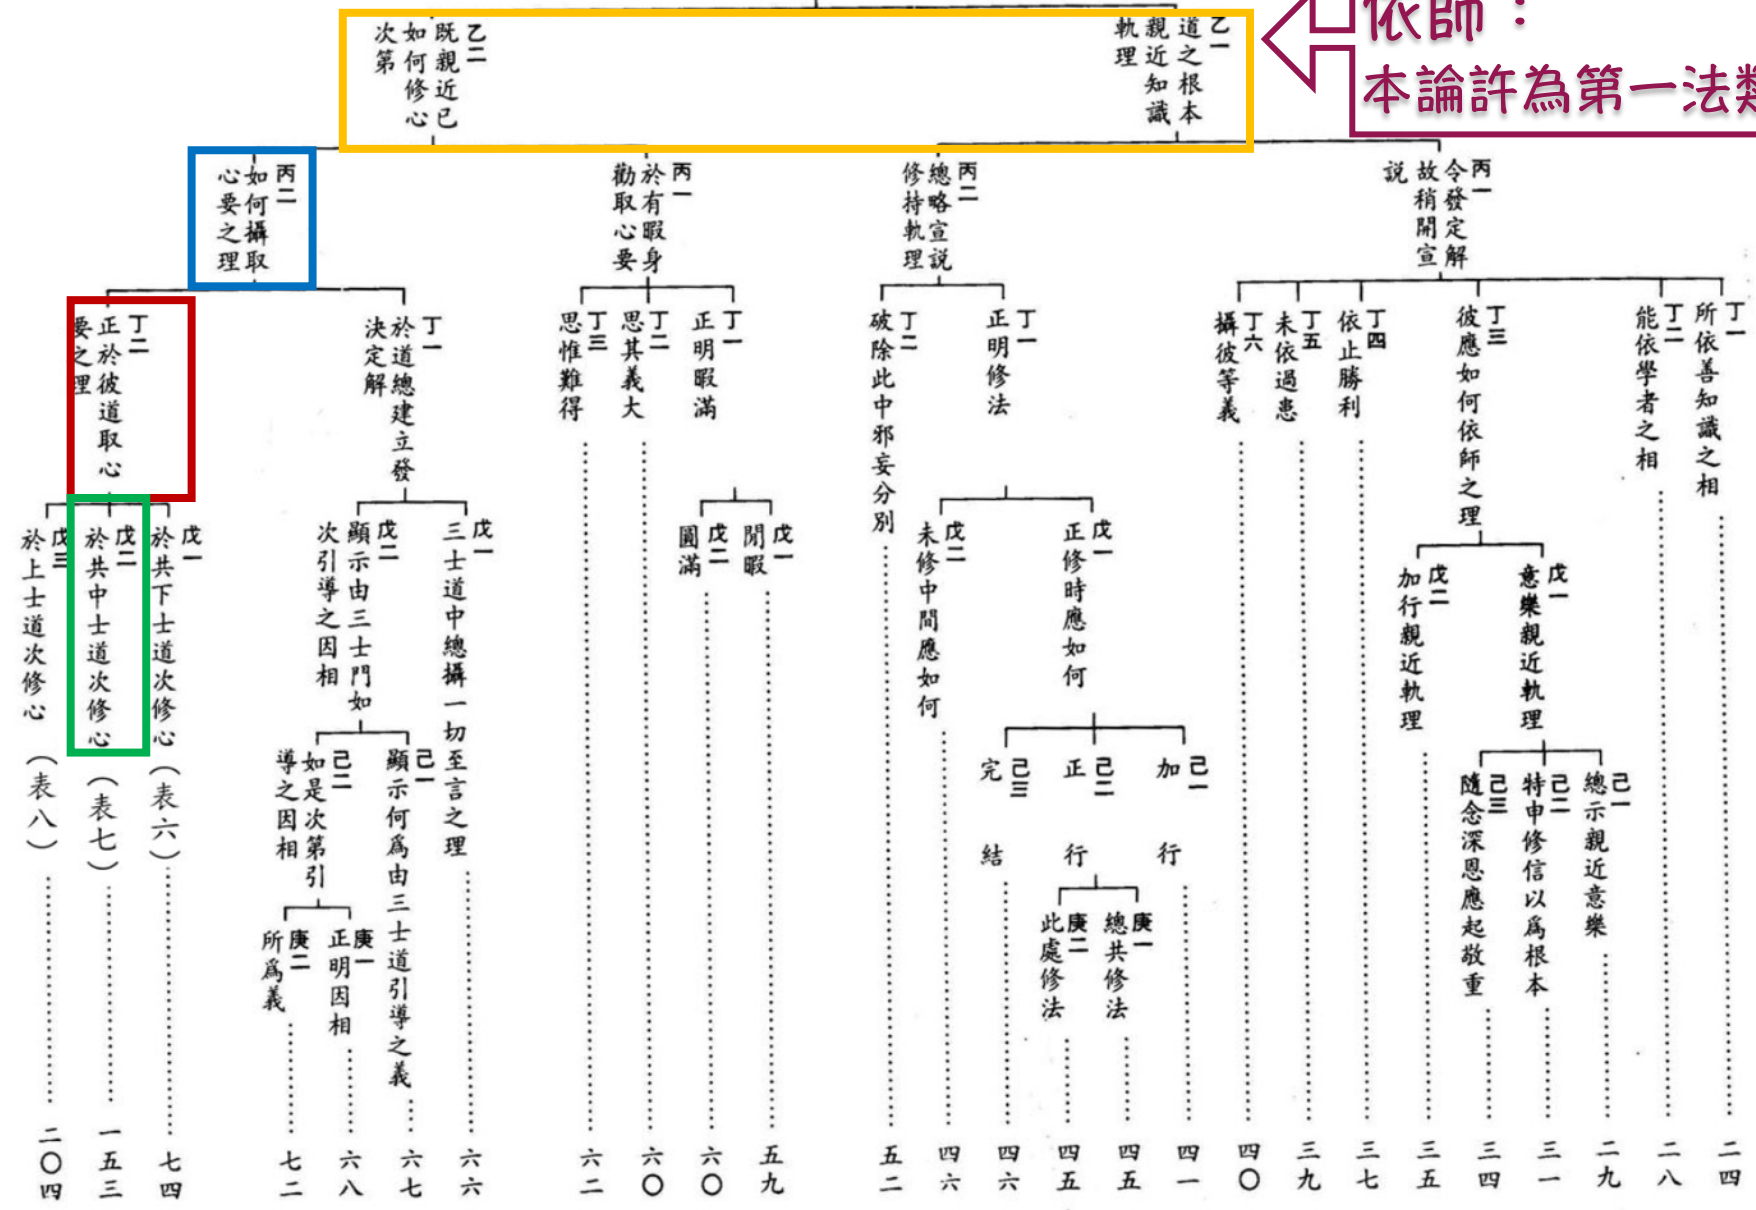 依師：
本論許為第一法類
乙一
道之根本
親近知識
軌理
乙二
既親近已
如何修心
次第
丙一
令發定解
故稍開宣
説
丙二
總略宣説
修持軌理
丙一
於有暇身
勸取心要
丙二
如何攝取
心要之理
丁一
所依善知識之相
丁二
能依學者之相
丁三
彼應如何依師之理
丁四
依止勝利
丁五
未依過患
丁六
攝彼等義
丁一
正明修法
丁二
破除此中邪妄分別
丁一
正明暇滿
丁二
思其義大
丁三
思惟難得
丁一
於道總建立發
決定解
丁二
正於彼道取心
要之理
戊一
意樂親近軌理
戊二
加行親近軌理
戊一
正修時應如何
戊二
未修中間應如何
戊一
閒暇
戊二
圓滿
戊一
三士道中總攝一切至言之理
戊二
顯示由三士門如
次引導之因相
戊一
於共下士道次修心（表六）
戊二
於共中士道次修心（表七）
戊三
於上士道次修心（表八）
己一
總示親近意樂
己二
特申修信以爲根本
己三
隨念深恩應起敬重
己一
加行
己二
正行
己三
完結
己一
顯示何爲由三士道引導之義
己二
如是次第引
導之因相
庚一
總共修法
庚二
此處修法
庚一
正明因相
庚二
所爲義
二四
二八
二九
三一
三四
三五
三七
三九
四〇
四一
四五
四五
四六
四六
五二
五九
六〇
六〇
六二
六六
六七
六八
七二
七四
一五三
二〇四